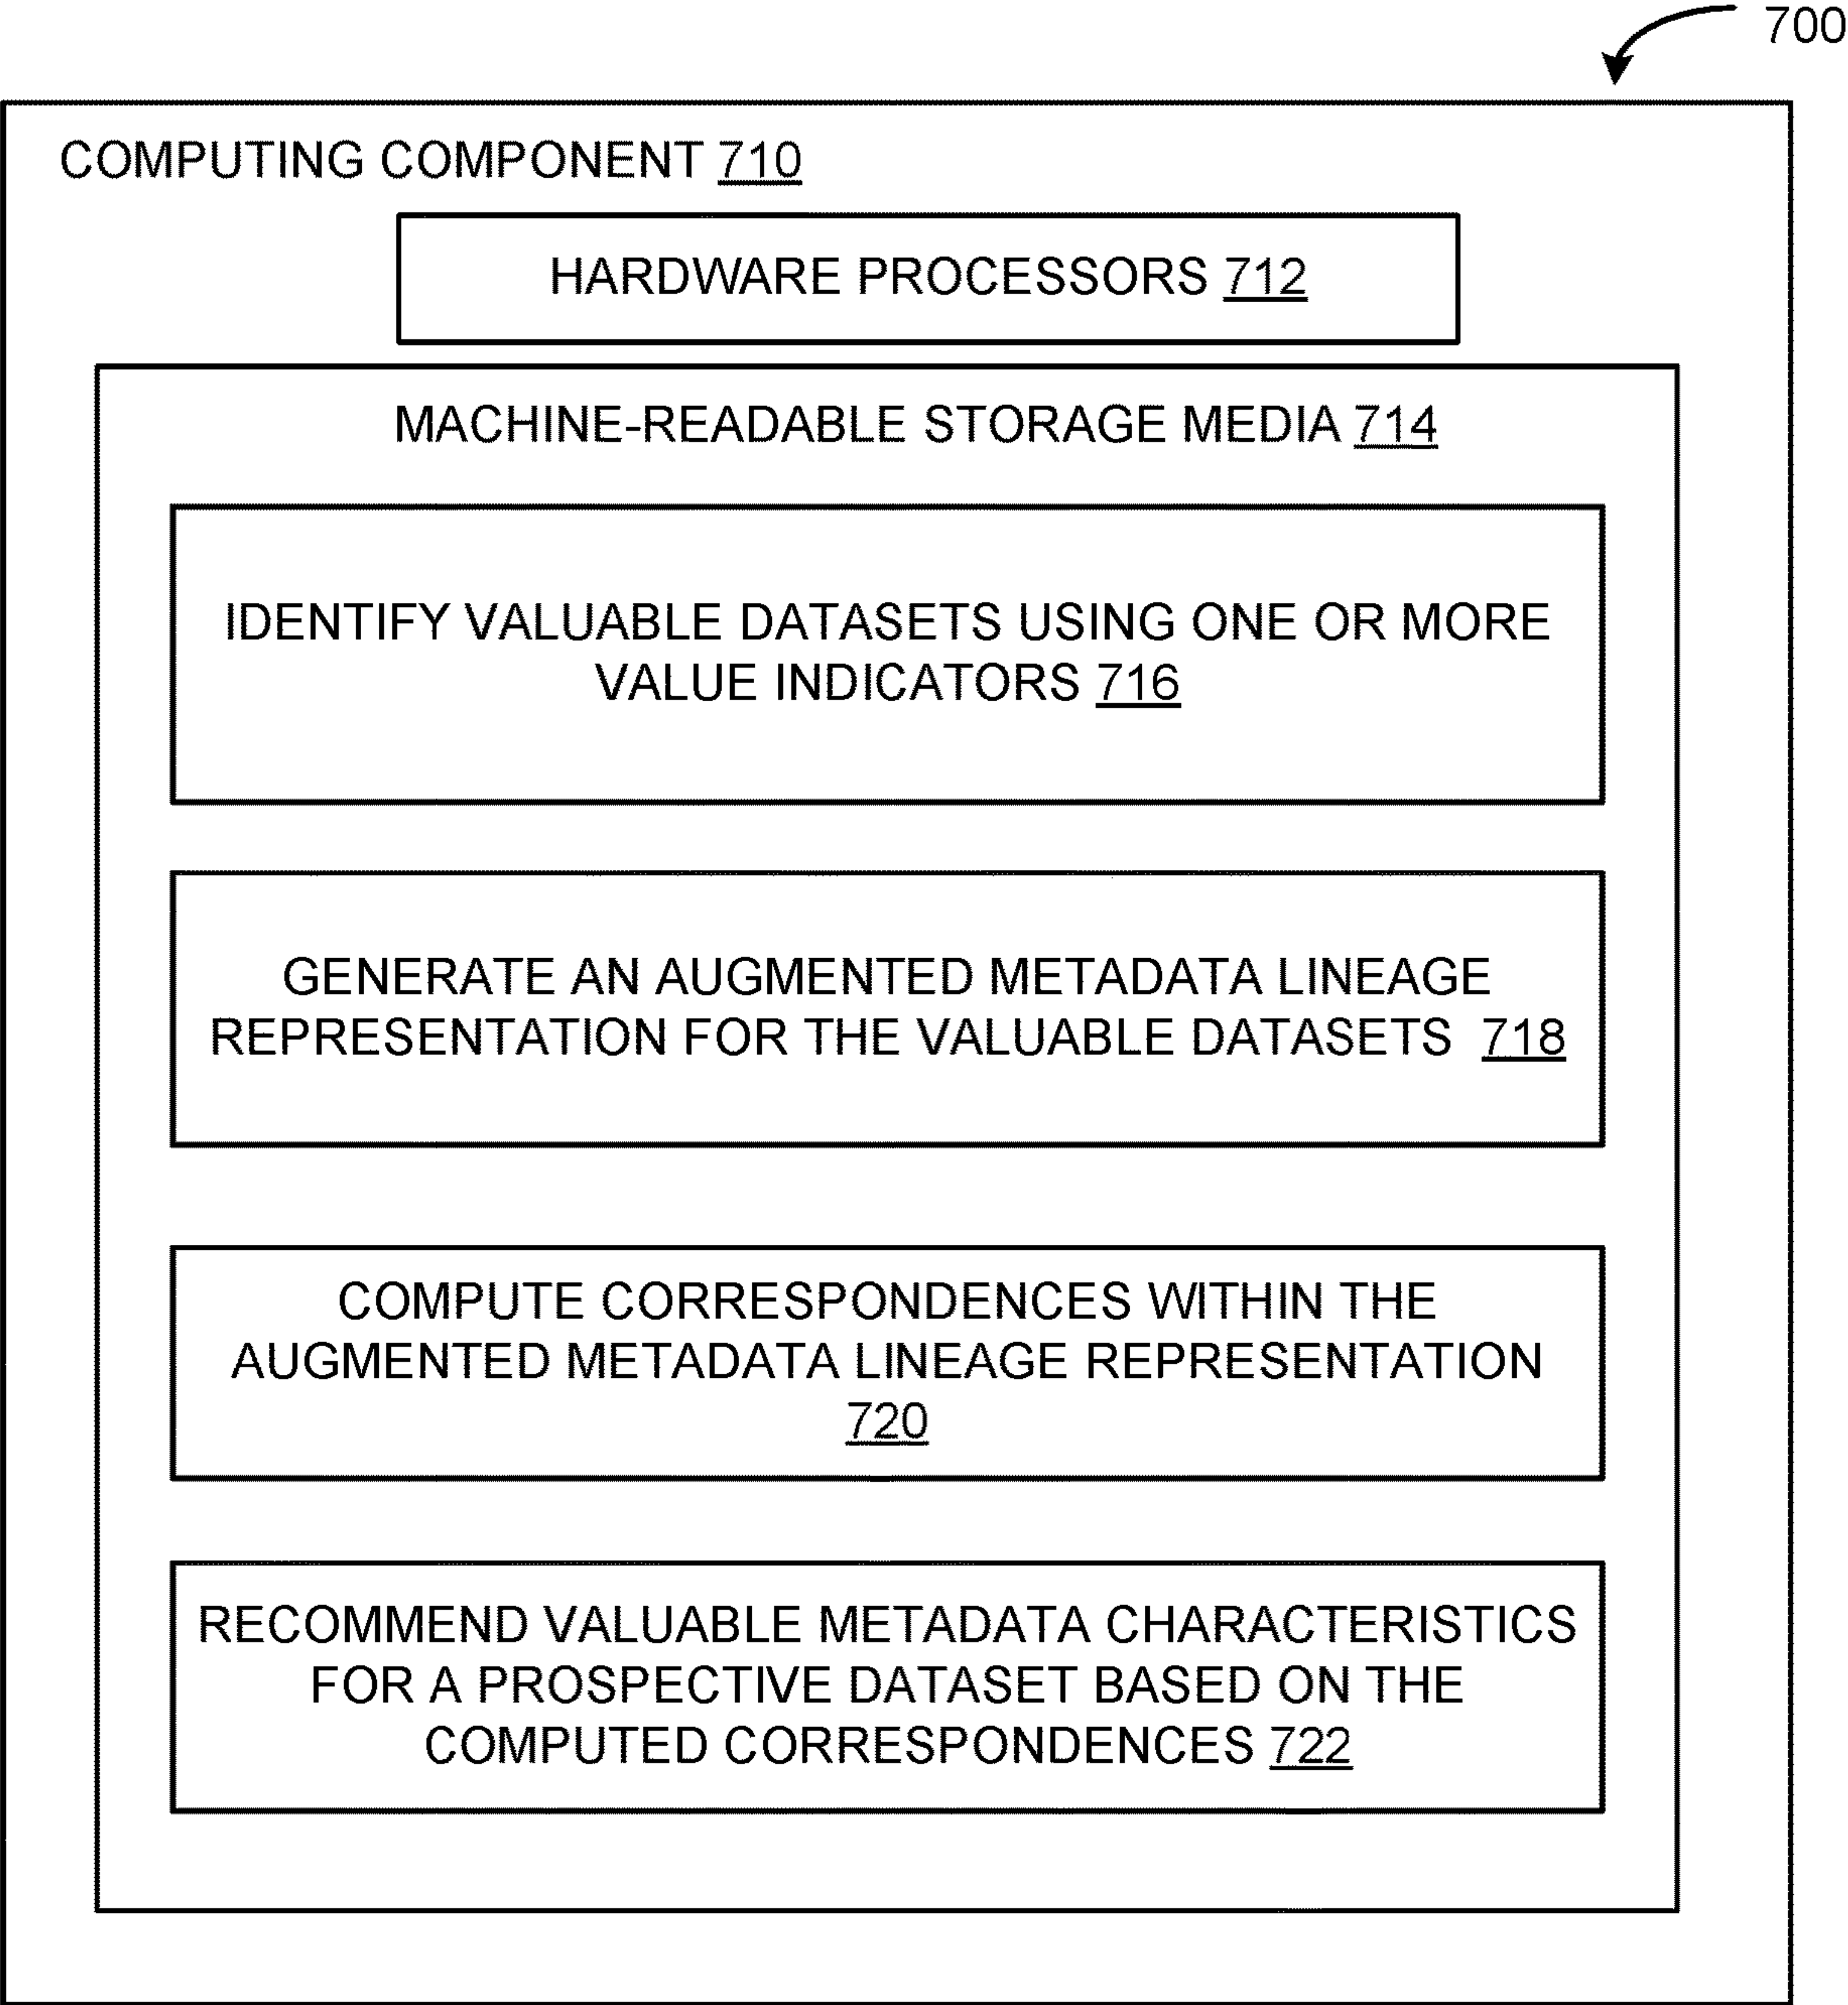 700
COMPUTING COMPONENT 710
HARDWARE PROCESSORS 712
MACHINE-READABLE STORAGE MEDIA 714
IDENTIFY VALUABLE DATASETS USING ONE OR MORE
VALUE INDICATORS 716
GENERATE AN AUGMENTED METADATA LINEAGE
REPRESENTATION FOR THE VALUABLE DATASETS 718
COMPUTE CORRESPONDENCES WITHIN THE
AUGMENTED METADATA LINEAGE REPRESENTATION
720
RECOMMEND VALUABLE METADATA CHARACTERISTICS
FOR A PROSPECTIVE DATASET BASED ON THE
COMPUTED CORRESPONDENCES 722